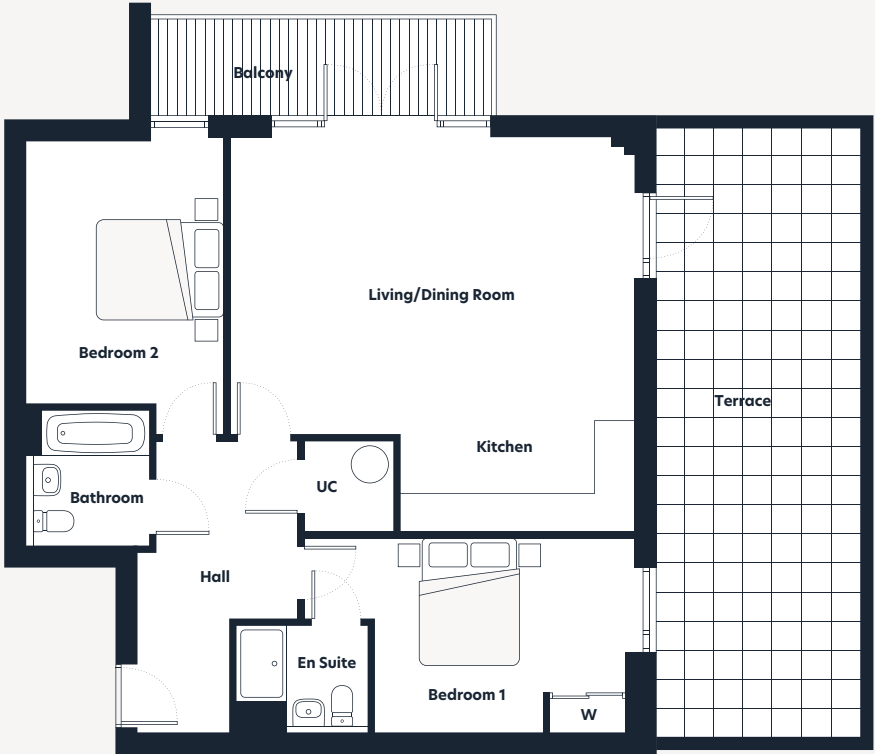 Balcony
Living/Dining Room
Bedroom 2
Terrace
Kitchen
UC
Bathroom
Hall
En Suite
Bedroom 1
W